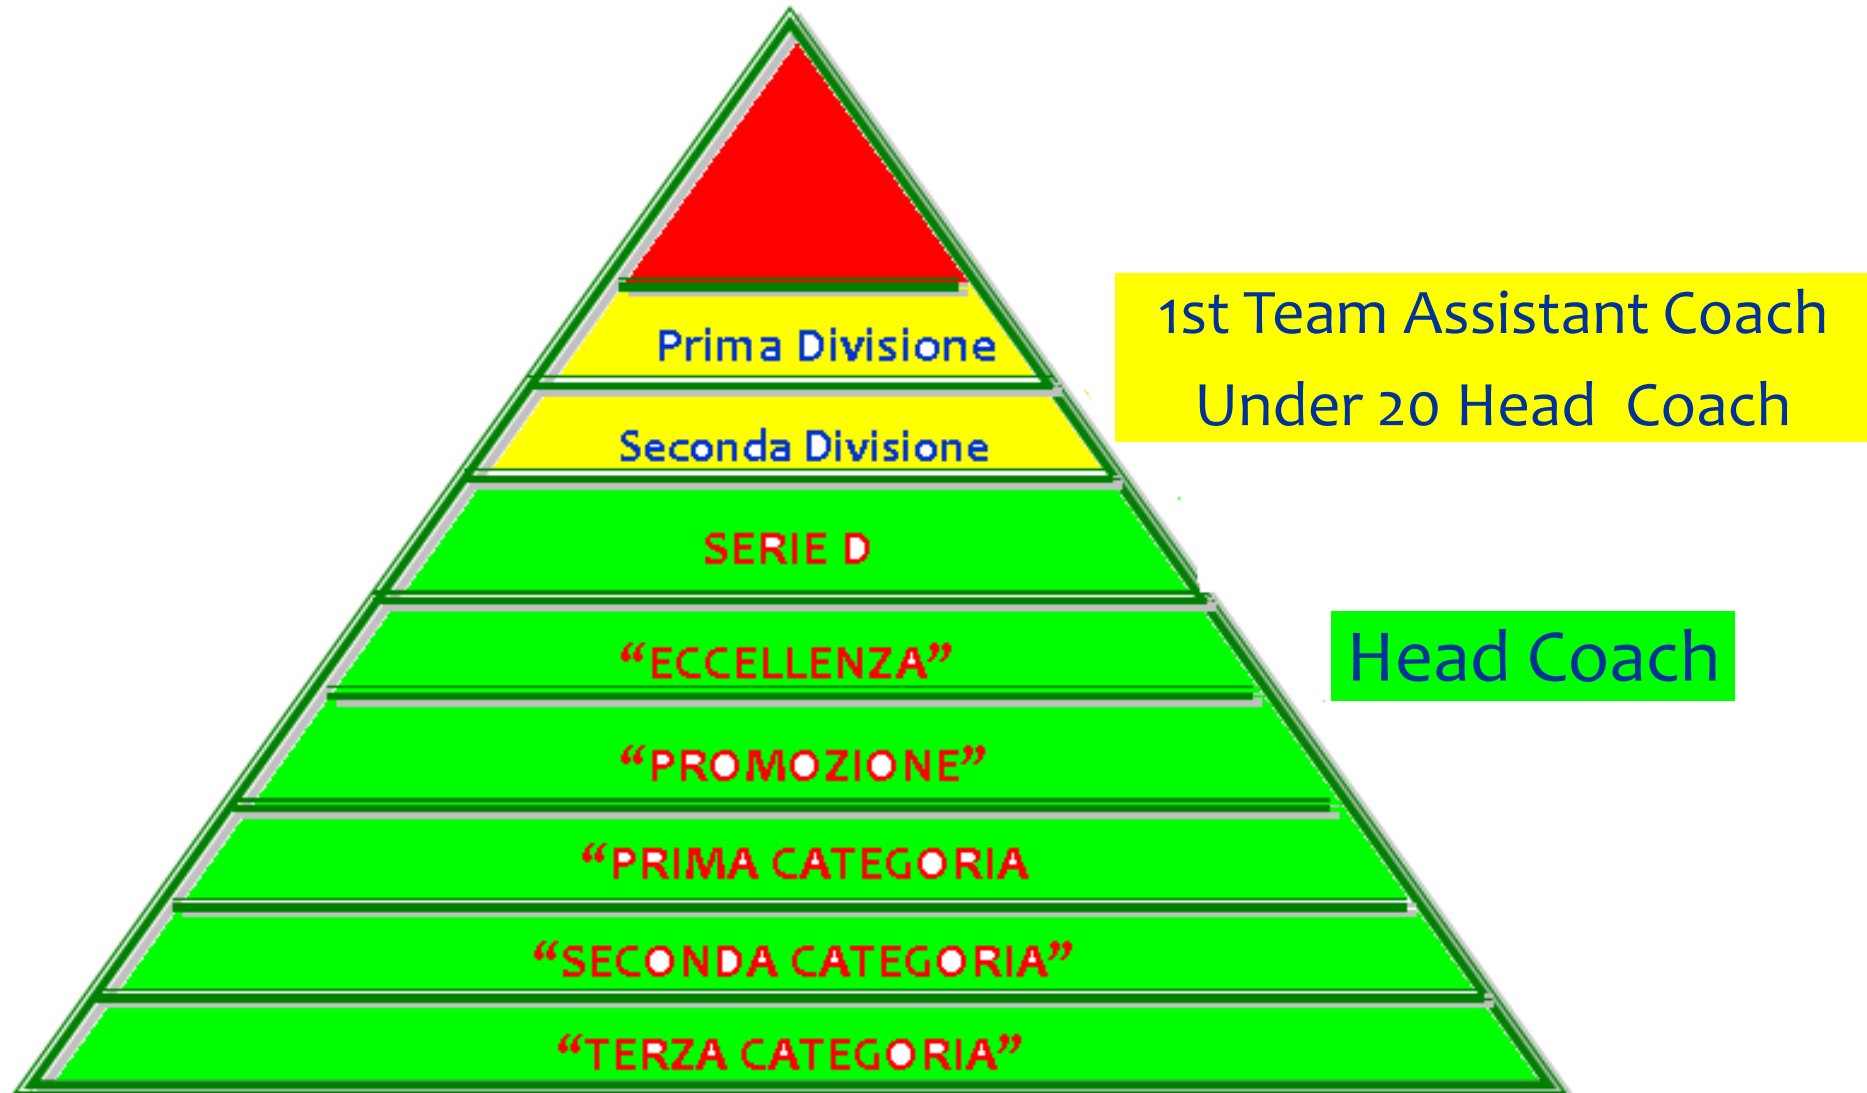 Prima Divisione
1st Team Assistant Coach
Under 20 Head Coach
Seconda Divisione
SERIE D
“ECCELLENZA”
Head Coach
“PROMOZIONE”
“PRIMA CATEGORIA
“SECONDA CATEGORIA”
“TERZA CATEGORIA”